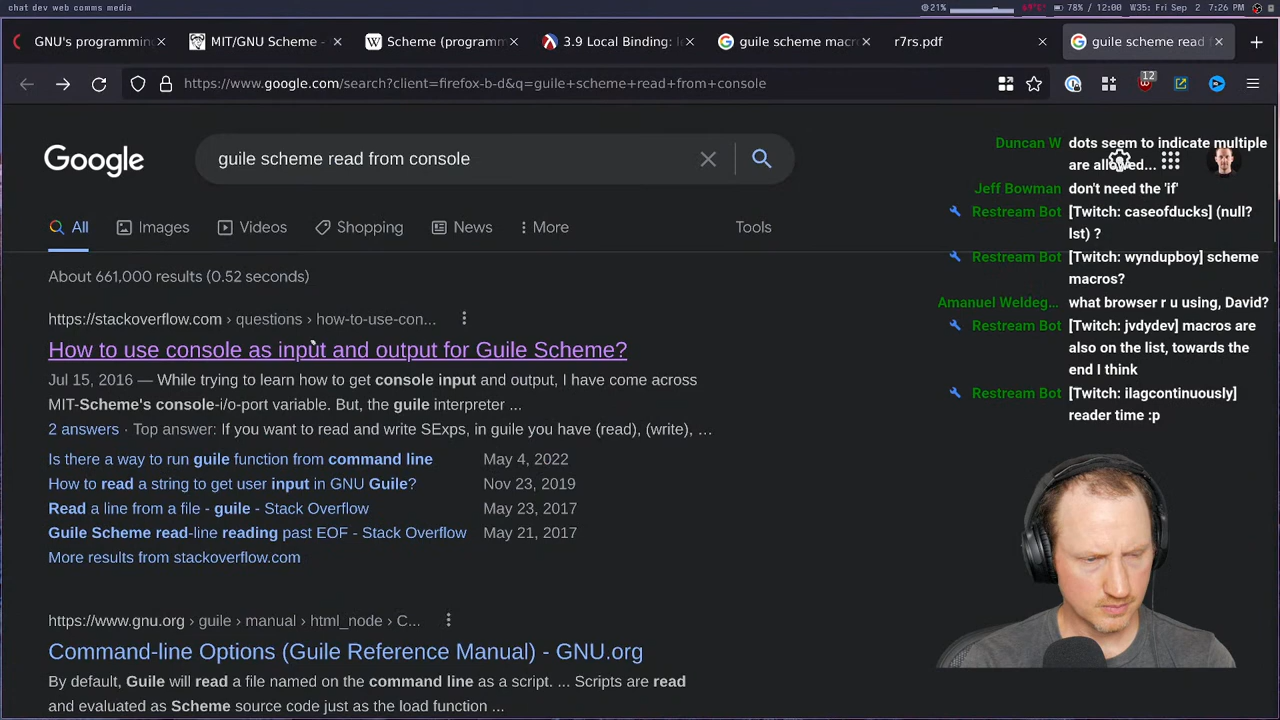 chat dev web comms media
21%
69°C
78% / 12:00
W35: Fri Sep 2 7:26 PM
GNU's programmin
MIT/GNU Scheme -
Scheme (programm
3.9 Local Binding: le
guile scheme macro
r7rs.pdf
guile scheme read f
https://www.google.com/search?client=firefox-b-d&q=guile+scheme+read+from+console
12
Google
guile scheme read from console
All
Images
Videos
Shopping
News
More
Tools
About 661,000 results (0.52 seconds)
https://stackoverflow.com › questions › how-to-use-con...
How to use console as input and output for Guile Scheme?
Jul 15, 2016 — While trying to learn how to get console input and output, I have come across
MIT-Scheme's console-i/o-port variable. But, the guile interpreter ...
2 answers · Top answer: If you want to read and write SExps, in guile you have (read), (write), ...
Is there a way to run guile function from command line May 4, 2022
How to read a string to get user input in GNU Guile? Nov 23, 2019
Read a line from a file - guile - Stack Overflow May 23, 2017
Guile Scheme read-line reading past EOF - Stack Overflow May 21, 2017
More results from stackoverflow.com
https://www.gnu.org › guile › manual › html_node › C...
Command-line Options (Guile Reference Manual) - GNU.org
By default, Guile will read a file named on the command line as a script. ... Scripts are read
and evaluated as Scheme source code just as the load function ...
Duncan W dots seem to indicate multiple
are allowed...
Jeff Bowman don't need the 'if'
Restream Bot [Twitch: caseofducks] (null?
lst) ?
Restream Bot [Twitch: wyndupboy] scheme
macros?
Amanuel Weldeg... what browser r u using, David?
Restream Bot [Twitch: jvdydev] macros are
also on the list, towards the
end I think
Restream Bot [Twitch: ilagcontinuously]
reader time :p